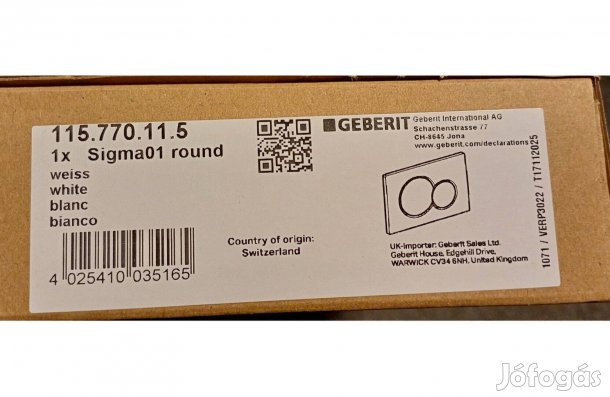 115.770.11.5
1x Sigma01 round
weiss
white
blanc
bianco
4 025410 035165
Country of origin:
Switzerland
GEBERIT
Geberit International AG
Schachenstrasse 77
CH-8645 Jona
www.geberit.com/declarations
UK-Importer: Geberit Sales Ltd.
Geberit House, Edgehill Drive,
WARWICK CV34 6NH, United Kingdom
1071 / VERP3022 / T17112025
Jófogás